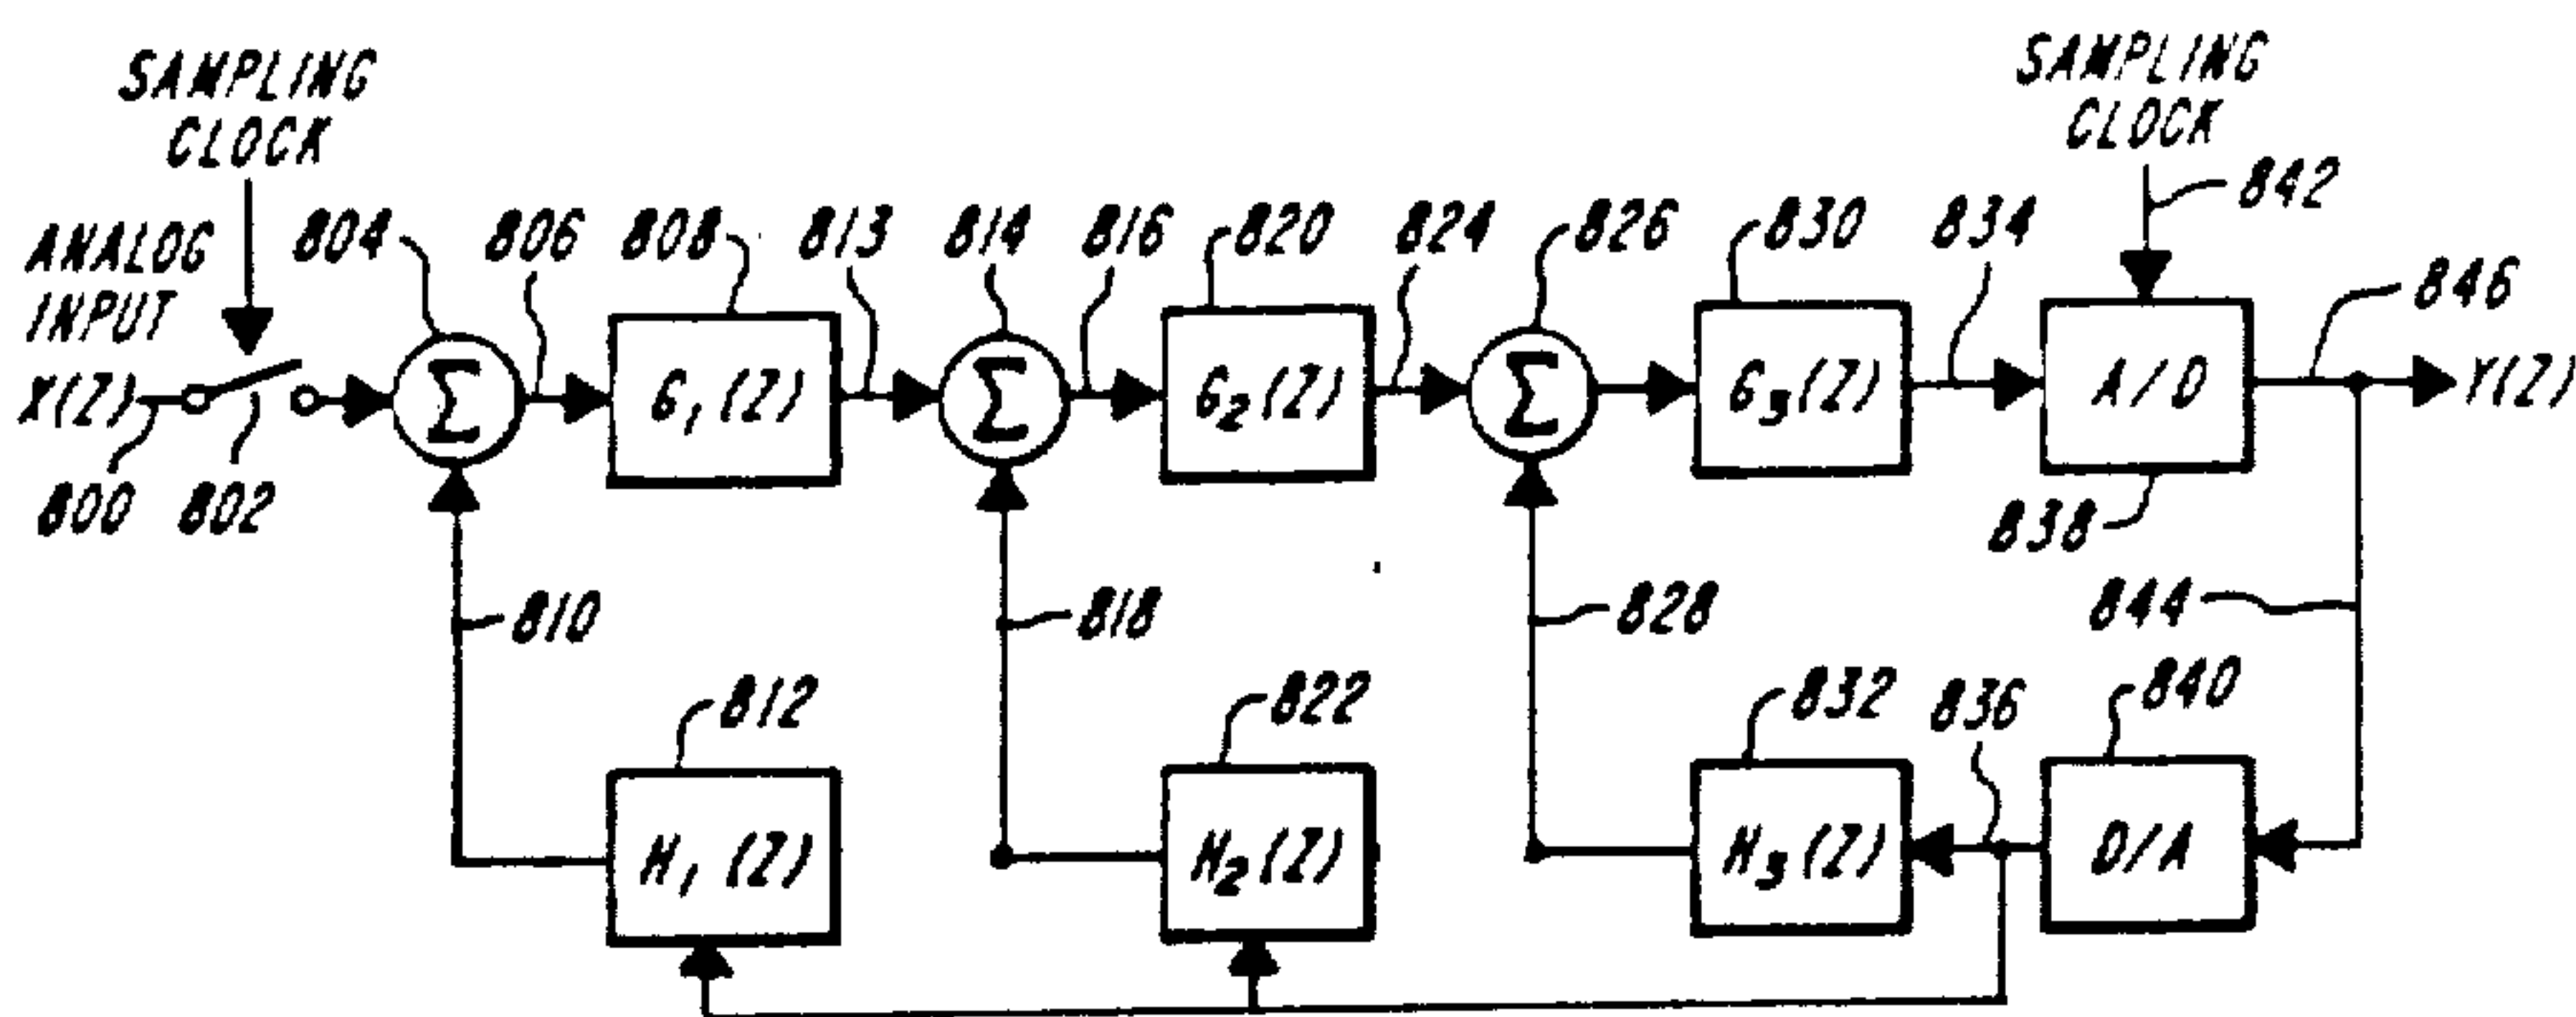 SAMPLING
CLOCK
SAMPLING
CLOCK
842
ANALOG
INPUT
X(Z)
800
802
804
806
808
813
814
816
820
824
826
830
834
846
Σ
G₁(Z)
Σ
G₂(Z)
Σ
G₃(Z)
A/D
Y(Z)
838
810
818
828
844
812
822
832
836
840
H₁(Z)
H₂(Z)
H₃(Z)
D/A